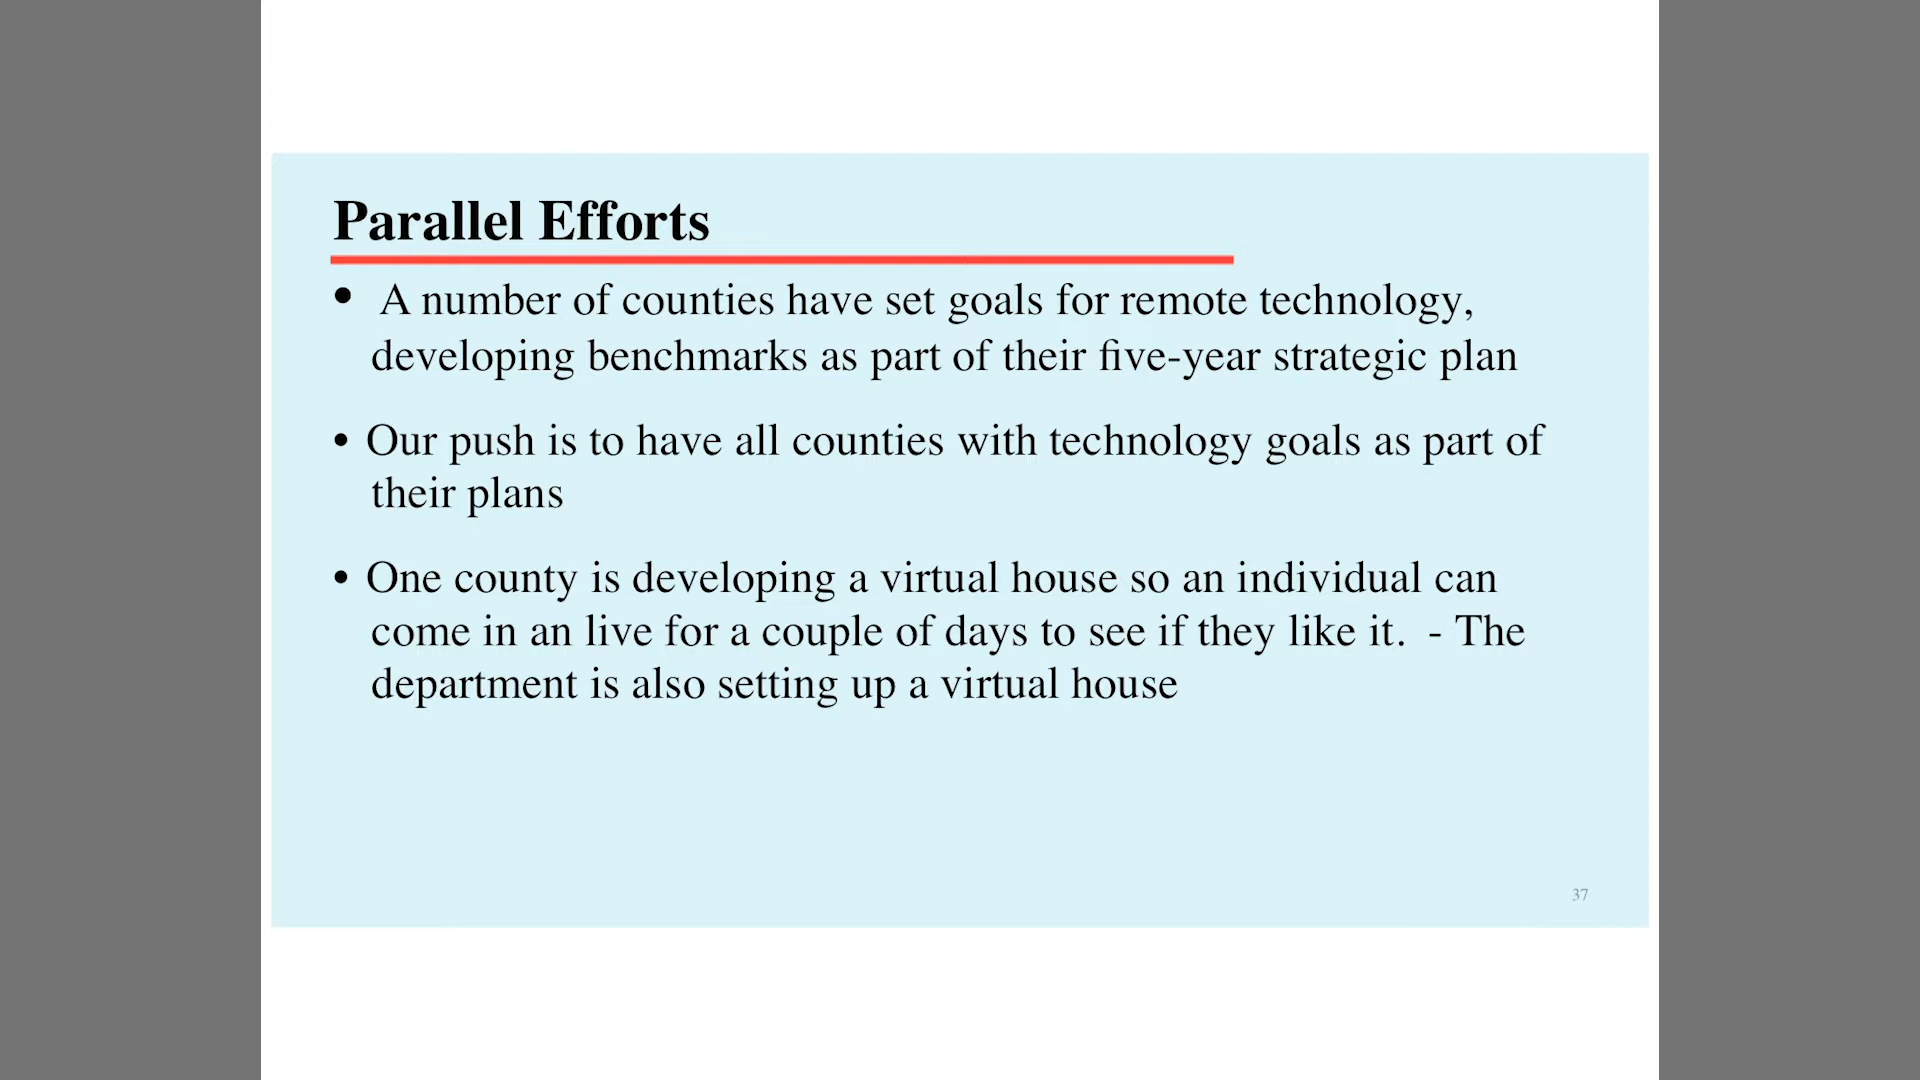 Parallel Efforts
• A number of counties have set goals for remote technology,
developing benchmarks as part of their five-year strategic plan
• Our push is to have all counties with technology goals as part of
their plans
• One county is developing a virtual house so an individual can
come in an live for a couple of days to see if they like it.  - The
department is also setting up a virtual house
37